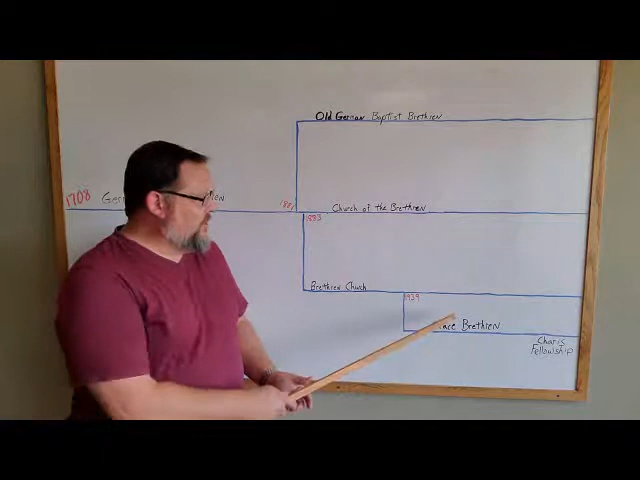 Old German Baptist Brethren
1708
1881
Church of the Brethren
1883
Brethren Church
1939
Brethren
Charis
Fellowship